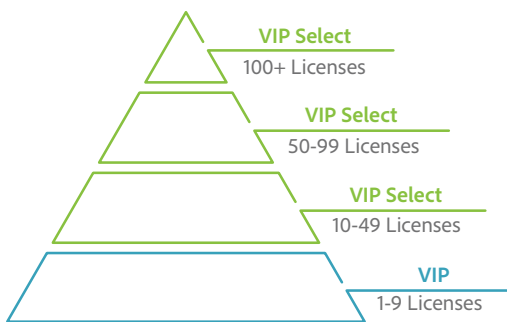 VIP Select
100+ Licenses
VIP Select
50-99 Licenses
VIP Select
10-49 Licenses
VIP
1-9 Licenses